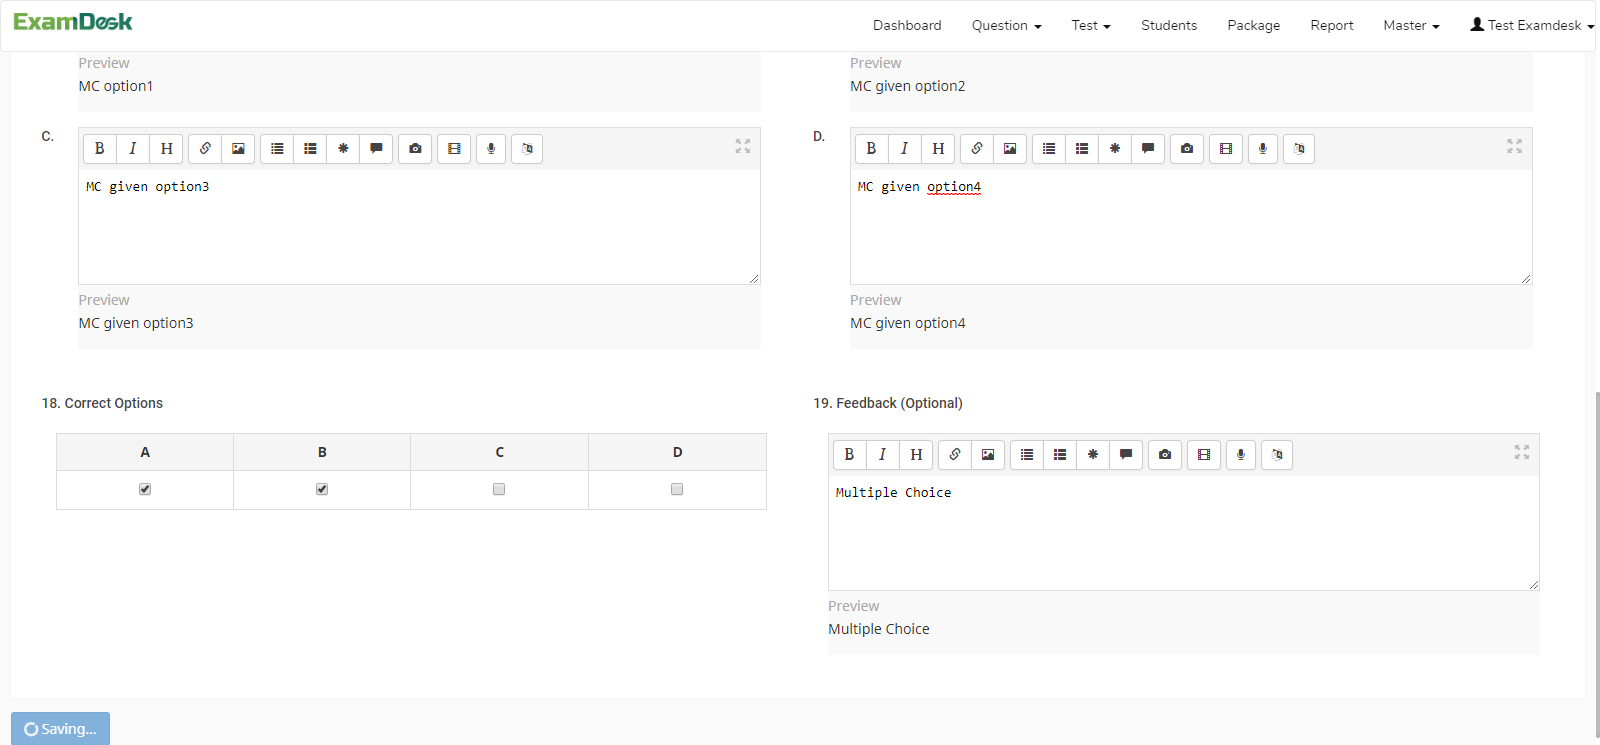 ExamDesk
Dashboard Question Test Students Package Report Master Test Examdesk
Preview
MC option1
Preview
MC given option2
C.
B I H
MC given option3
Preview
MC given option3
D.
B I H
MC given option4
Preview
MC given option4
18. Correct Options
A B C D
19. Feedback (Optional)
B I H
Multiple Choice
Preview
Multiple Choice
Saving...